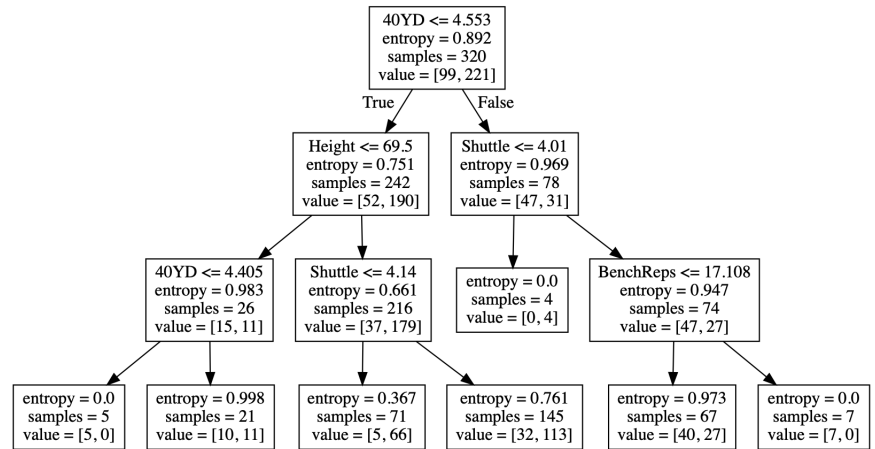 40YD <= 4.553
entropy = 0.892
samples = 320
value = [99, 221]
True
False
Height <= 69.5
entropy = 0.751
samples = 242
value = [52, 190]
Shuttle <= 4.01
entropy = 0.969
samples = 78
value = [47, 31]
40YD <= 4.405
entropy = 0.983
samples = 26
value = [15, 11]
Shuttle <= 4.14
entropy = 0.661
samples = 216
value = [37, 179]
entropy = 0.0
samples = 4
value = [0, 4]
BenchReps <= 17.108
entropy = 0.947
samples = 74
value = [47, 27]
entropy = 0.0
samples = 5
value = [5, 0]
entropy = 0.998
samples = 21
value = [10, 11]
entropy = 0.367
samples = 71
value = [5, 66]
entropy = 0.761
samples = 145
value = [32, 113]
entropy = 0.973
samples = 67
value = [40, 27]
entropy = 0.0
samples = 7
value = [7, 0]